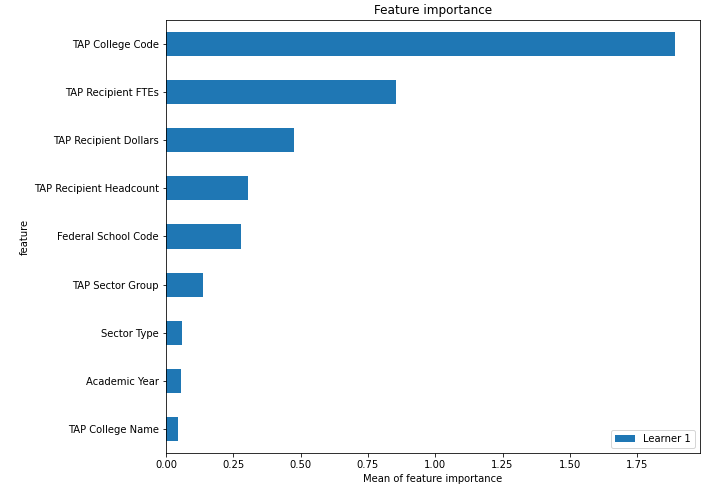 Feature importance
TAP College Code
TAP Recipient FTEs
TAP Recipient Dollars
TAP Recipient Headcount
Federal School Code
TAP Sector Group
Sector Type
Academic Year
TAP College Name
feature
Learner 1
0.00 0.25 0.50 0.75 1.00 1.25 1.50 1.75
Mean of feature importance